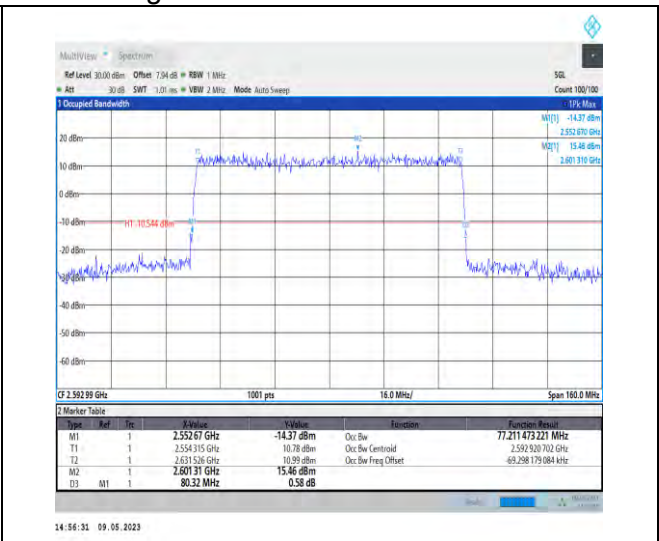 MultiView Spectrum
Ref Level 30.00 dBm Offset 7.94 dB RBW 1 MHz SGL
Att 30 dB SWT 1.01 ms VBW 2 MHz Mode Auto Sweep Count 100/100
1 Occupied Bandwidth 1Pk Max
M1[1] -14.37 dBm
2.552 670 GHz
20 dBm M2[1] 15.46 dBm
2.601 310 GHz
T1 M2 T2
10 dBm
0 dBm
-10 dBm H1 -10.544 dBm
-20 dBm
-30 dBm
-40 dBm
-50 dBm
-60 dBm
CF 2.592 99 GHz 1001 pts 16.0 MHz/ Span 160.0 MHz
2 Marker Table
Type Ref Trc X-Value Y-Value Function Function Result
M1 1 2.552 67 GHz -14.37 dBm Occ Bw 77.211 473 221 MHz
T1 1 2.554 315 GHz 10.78 dBm Occ Bw Centroid 2.592 920 702 GHz
T2 1 2.631 526 GHz 10.99 dBm Occ Bw Freq Offset -69.298 179 084 kHz
M2 1 2.601 31 GHz 15.46 dBm
D3 M1 1 80.32 MHz 0.58 dB
14:56:31 09.05.2023